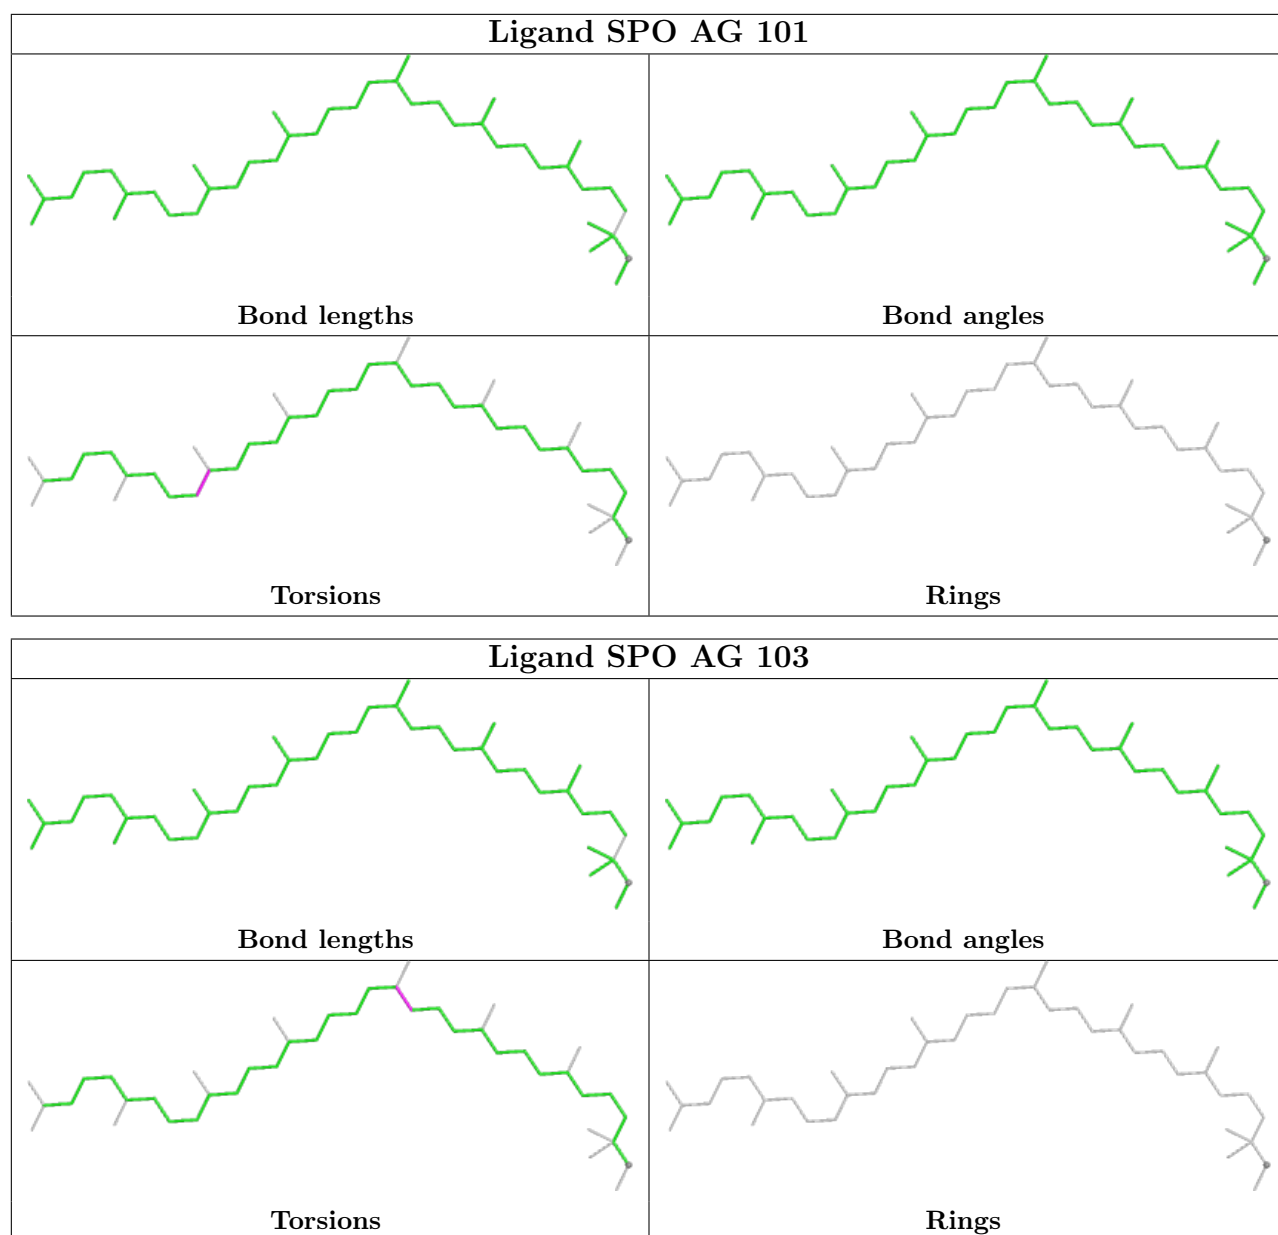 Ligand SPO AG 101
Bond lengths Bond angles
Torsions Rings
Ligand SPO AG 103
Bond lengths Bond angles
Torsions Rings